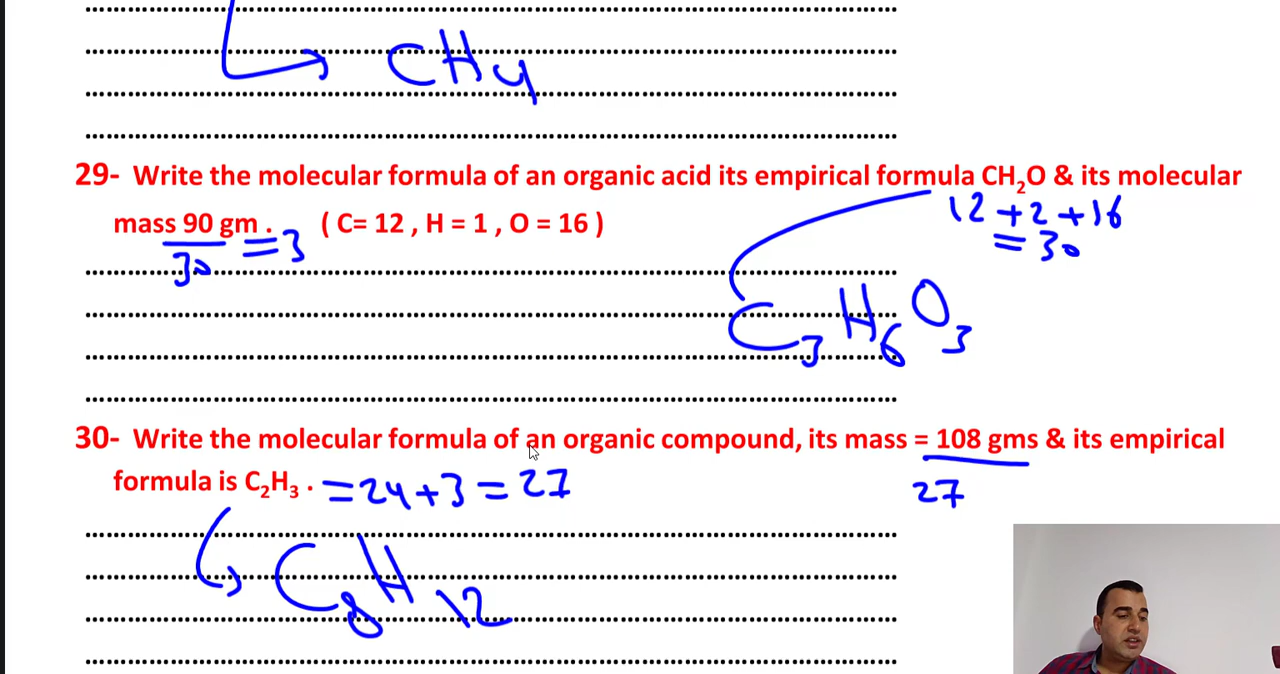 CH4
29- Write the molecular formula of an organic acid its empirical formula CH₂O & its molecular
12 + 2 + 16
mass 90 gm . ( C= 12 , H = 1 , O = 16 )
= 3
= 30
30
C₃H₆O₃
30- Write the molecular formula of an organic compound, its mass = 108 gms & its empirical
formula is C₂H₃ . = 24 + 3 = 27
27
C₈H₁₂